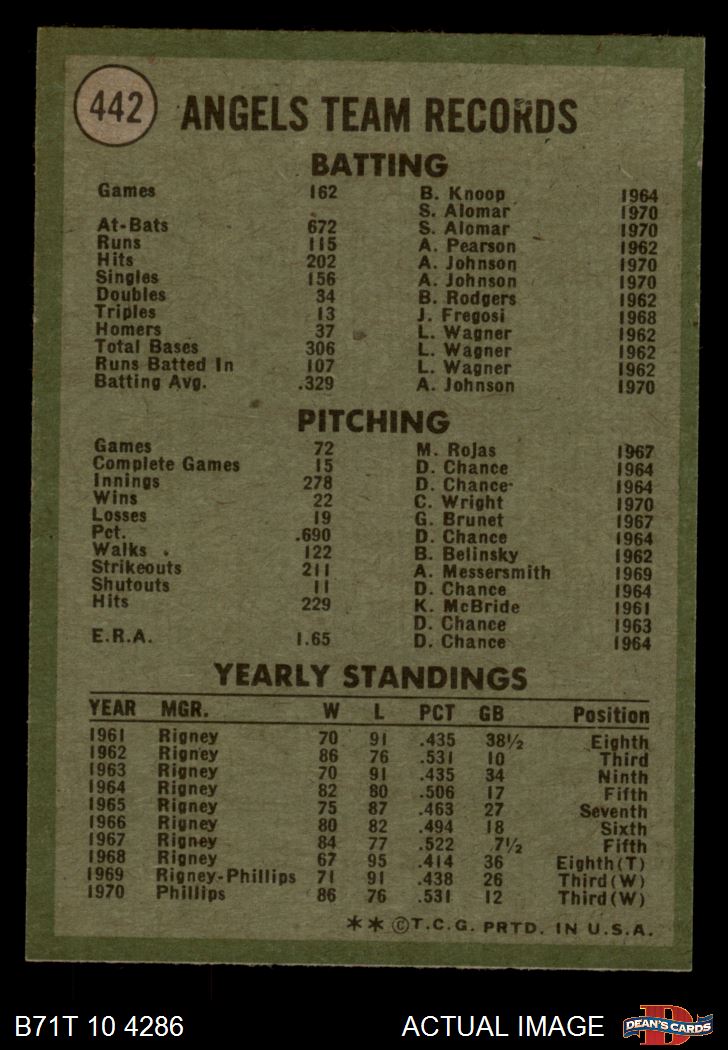 442 ANGELS TEAM RECORDS
BATTING
Games 162 B. Knoop 1964
S. Alomar 1970
At-Bats 672 S. Alomar 1970
Runs 115 A. Pearson 1962
Hits 202 A. Johnson 1970
Singles 156 A. Johnson 1970
Doubles 34 B. Rodgers 1962
Triples 13 J. Fregosi 1968
Homers 37 L. Wagner 1962
Total Bases 306 L. Wagner 1962
Runs Batted In 107 L. Wagner 1962
Batting Avg. .329 A. Johnson 1970
PITCHING
Games 72 M. Rojas 1967
Complete Games 15 D. Chance 1964
Innings 278 D. Chance 1964
Wins 22 C. Wright 1970
Losses 19 G. Brunet 1967
Pct. .690 D. Chance 1964
Walks 122 B. Belinsky 1962
Strikeouts 211 A. Messersmith 1969
Shutouts 11 D. Chance 1964
Hits 229 K. McBride 1961
D. Chance 1963
E.R.A. 1.65 D. Chance 1964
YEARLY STANDINGS
YEAR MGR. W L PCT GB Position
1961 Rigney 70 91 .435 38½ Eighth
1962 Rigney 86 76 .531 10 Third
1963 Rigney 70 91 .435 34 Ninth
1964 Rigney 82 80 .506 17 Fifth
1965 Rigney 75 87 .463 27 Seventh
1966 Rigney 80 82 .494 18 Sixth
1967 Rigney 84 77 .522 7½ Fifth
1968 Rigney 67 95 .414 36 Eighth(T)
1969 Rigney-Phillips 71 91 .438 26 Third(W)
1970 Phillips 86 76 .531 12 Third(W)
** ©T.C.G. PRTD. IN U.S.A.
B71T 10 4286 ACTUAL IMAGE D DEAN'S CARDS